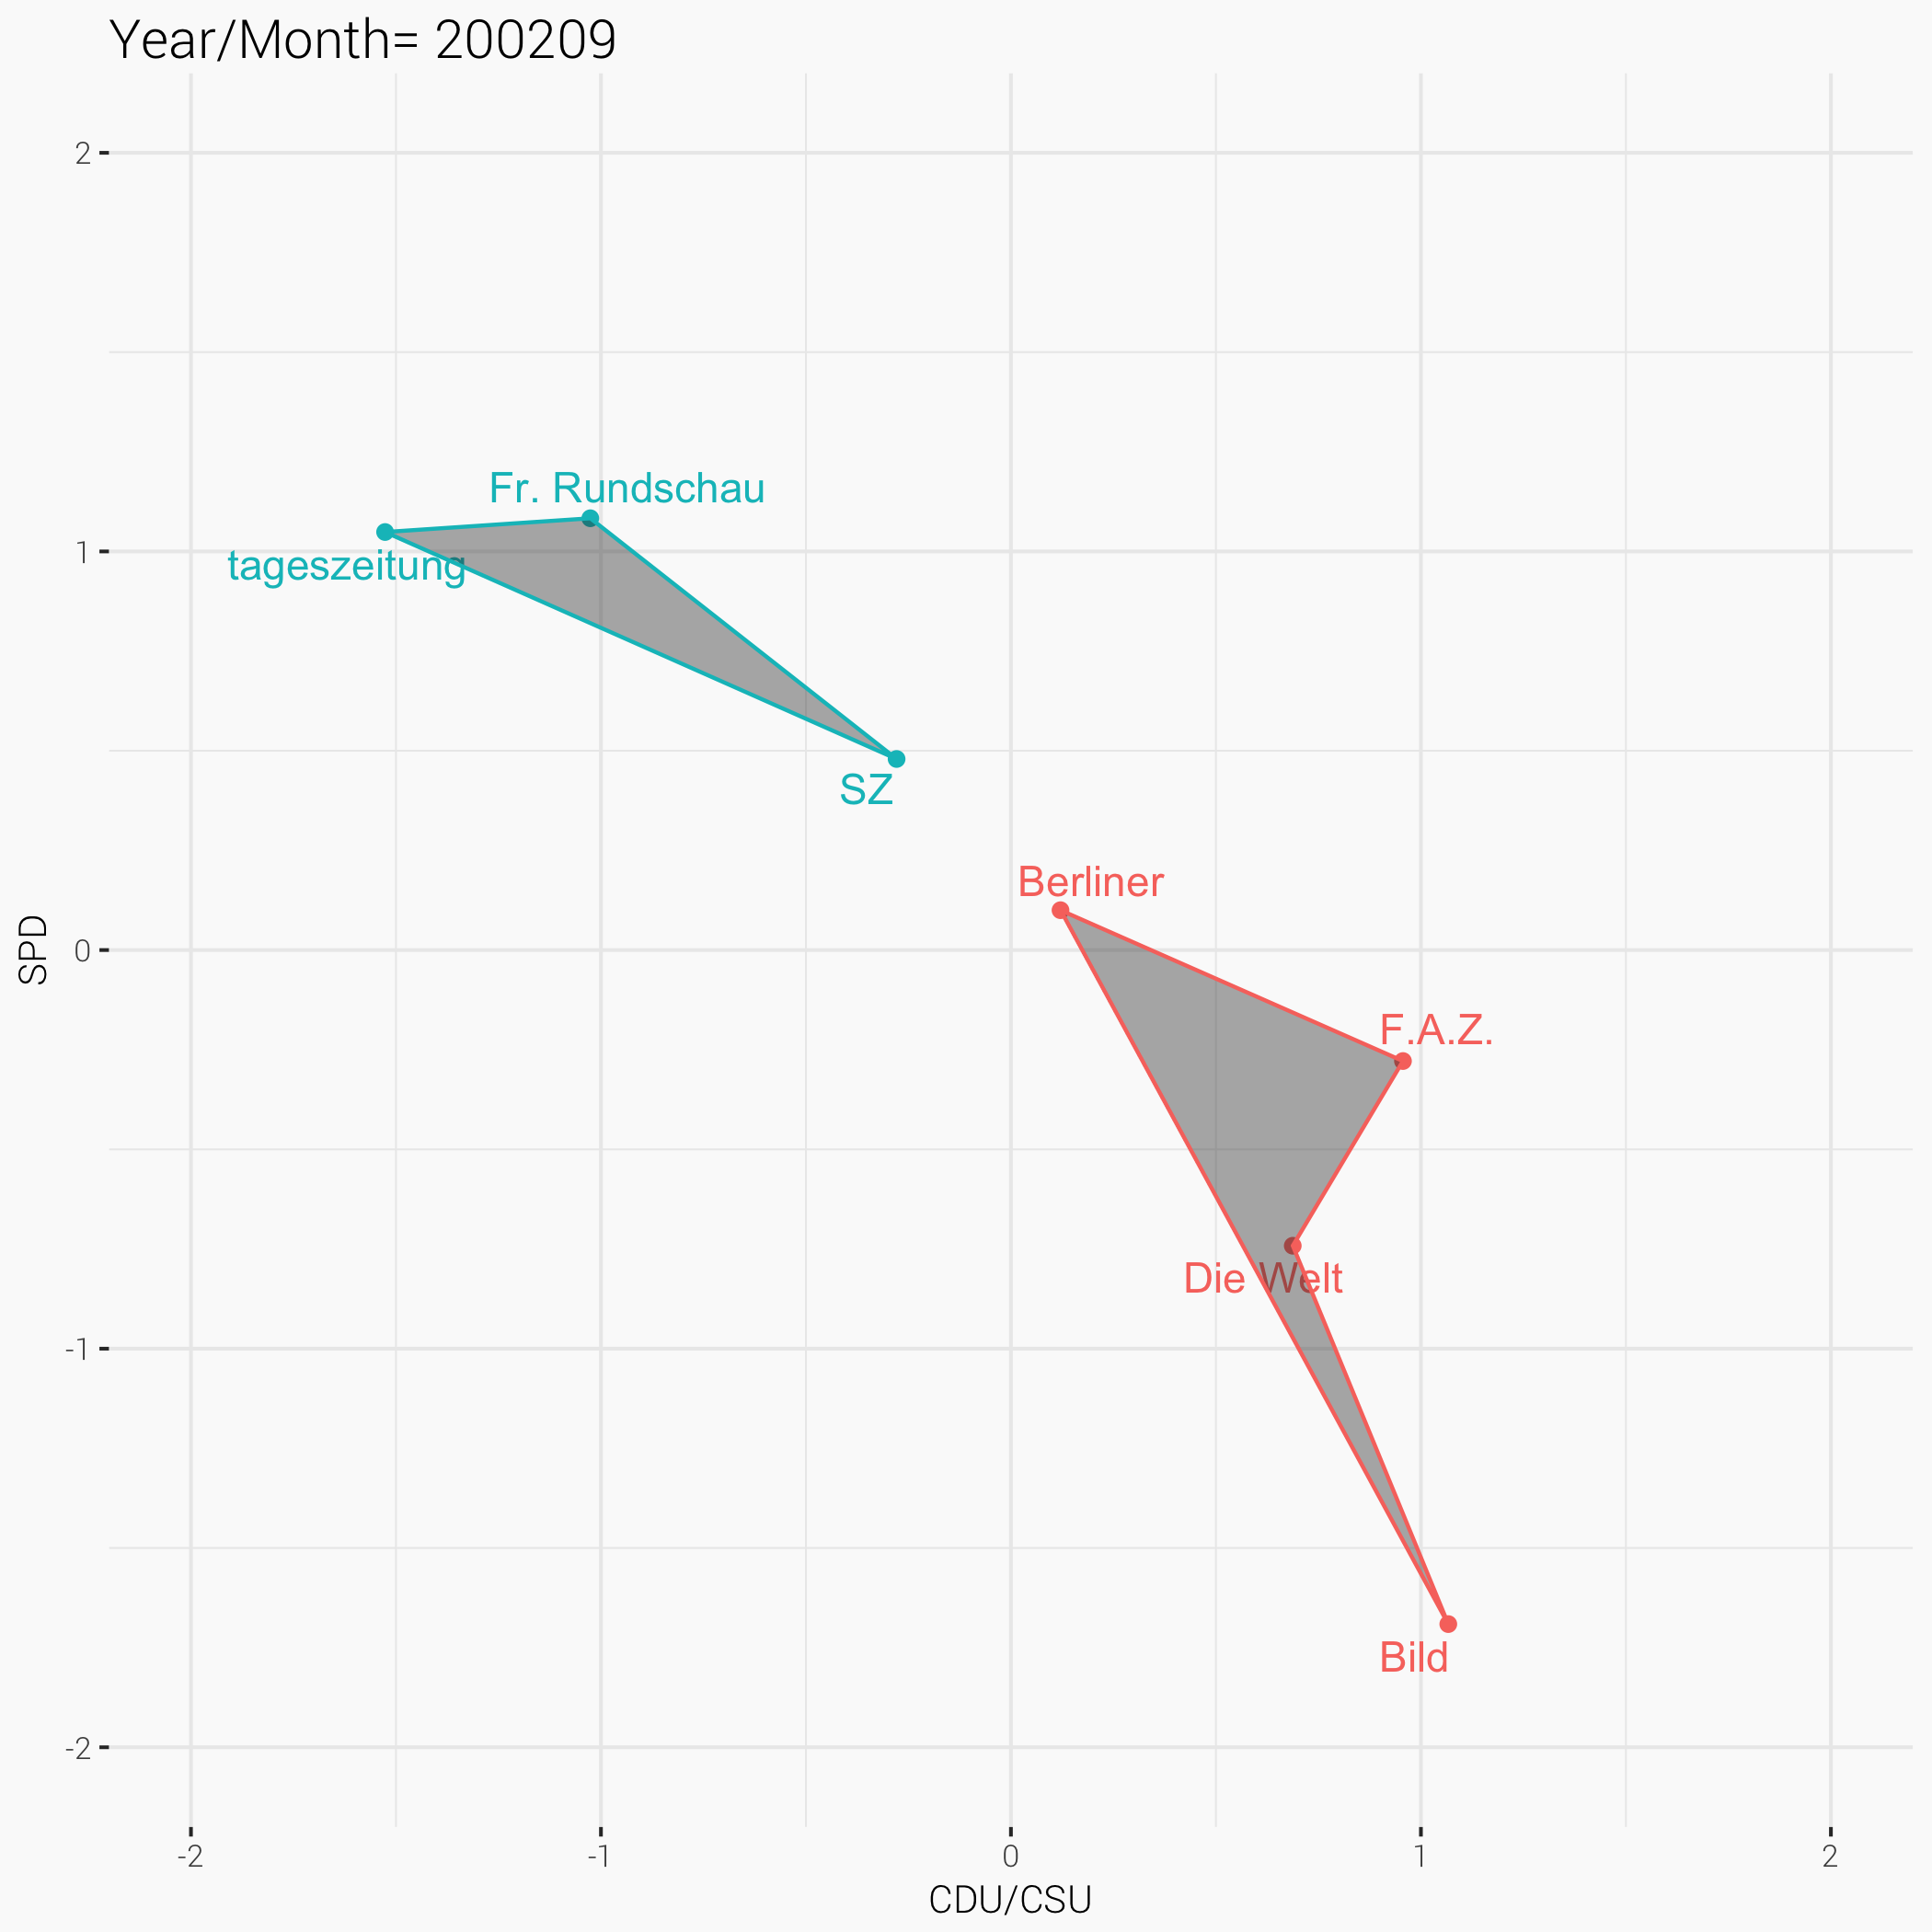 Year/Month= 200209
2
Fr. Rundschau
tageszeitung
1
SZ
Berliner
SPD
0
F.A.Z.
Die Welt
-1
Bild
-2
-2 -1 0 1 2
CDU/CSU